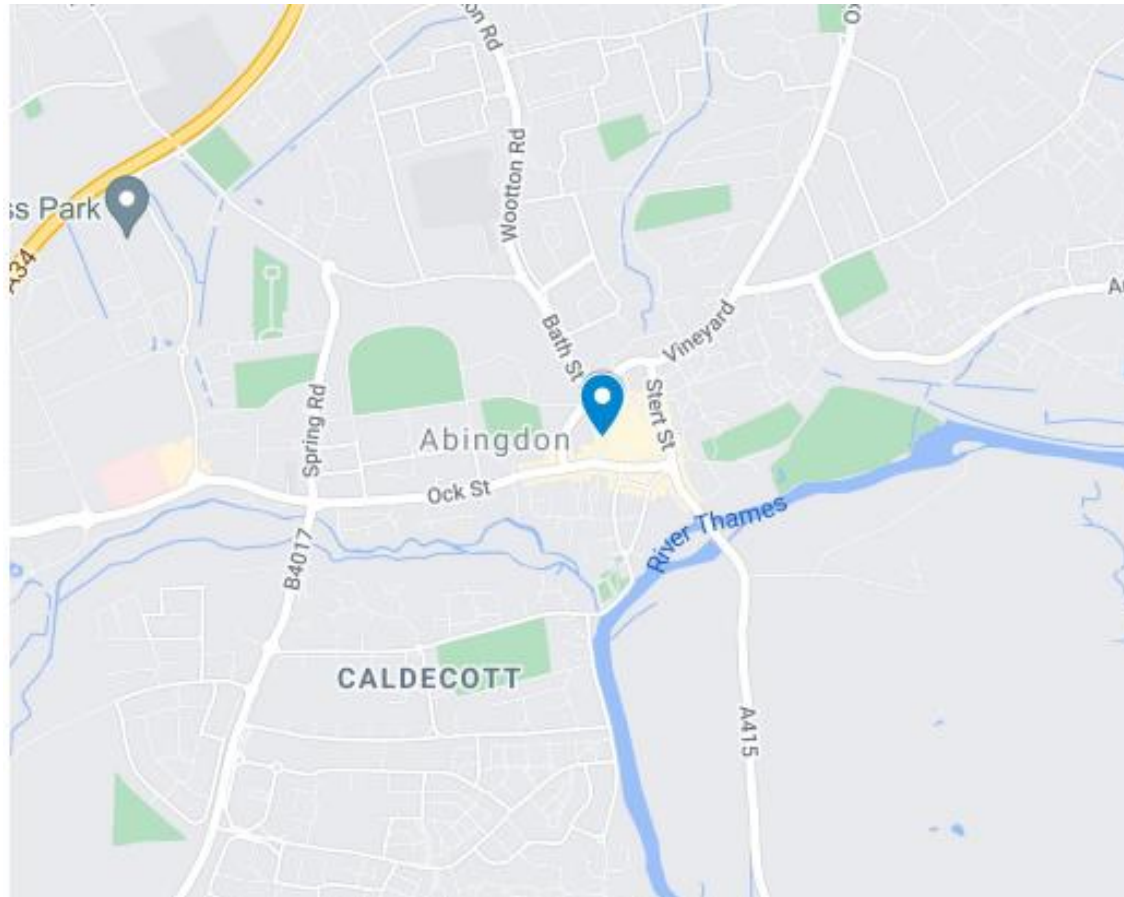 on Rd
O
ss Park
Wootton Rd
A34
A
Bath St
Vineyard
Stert St
Spring Rd
Abingdon
Ock St
River Thames
B4017
CALDECOTT
A415